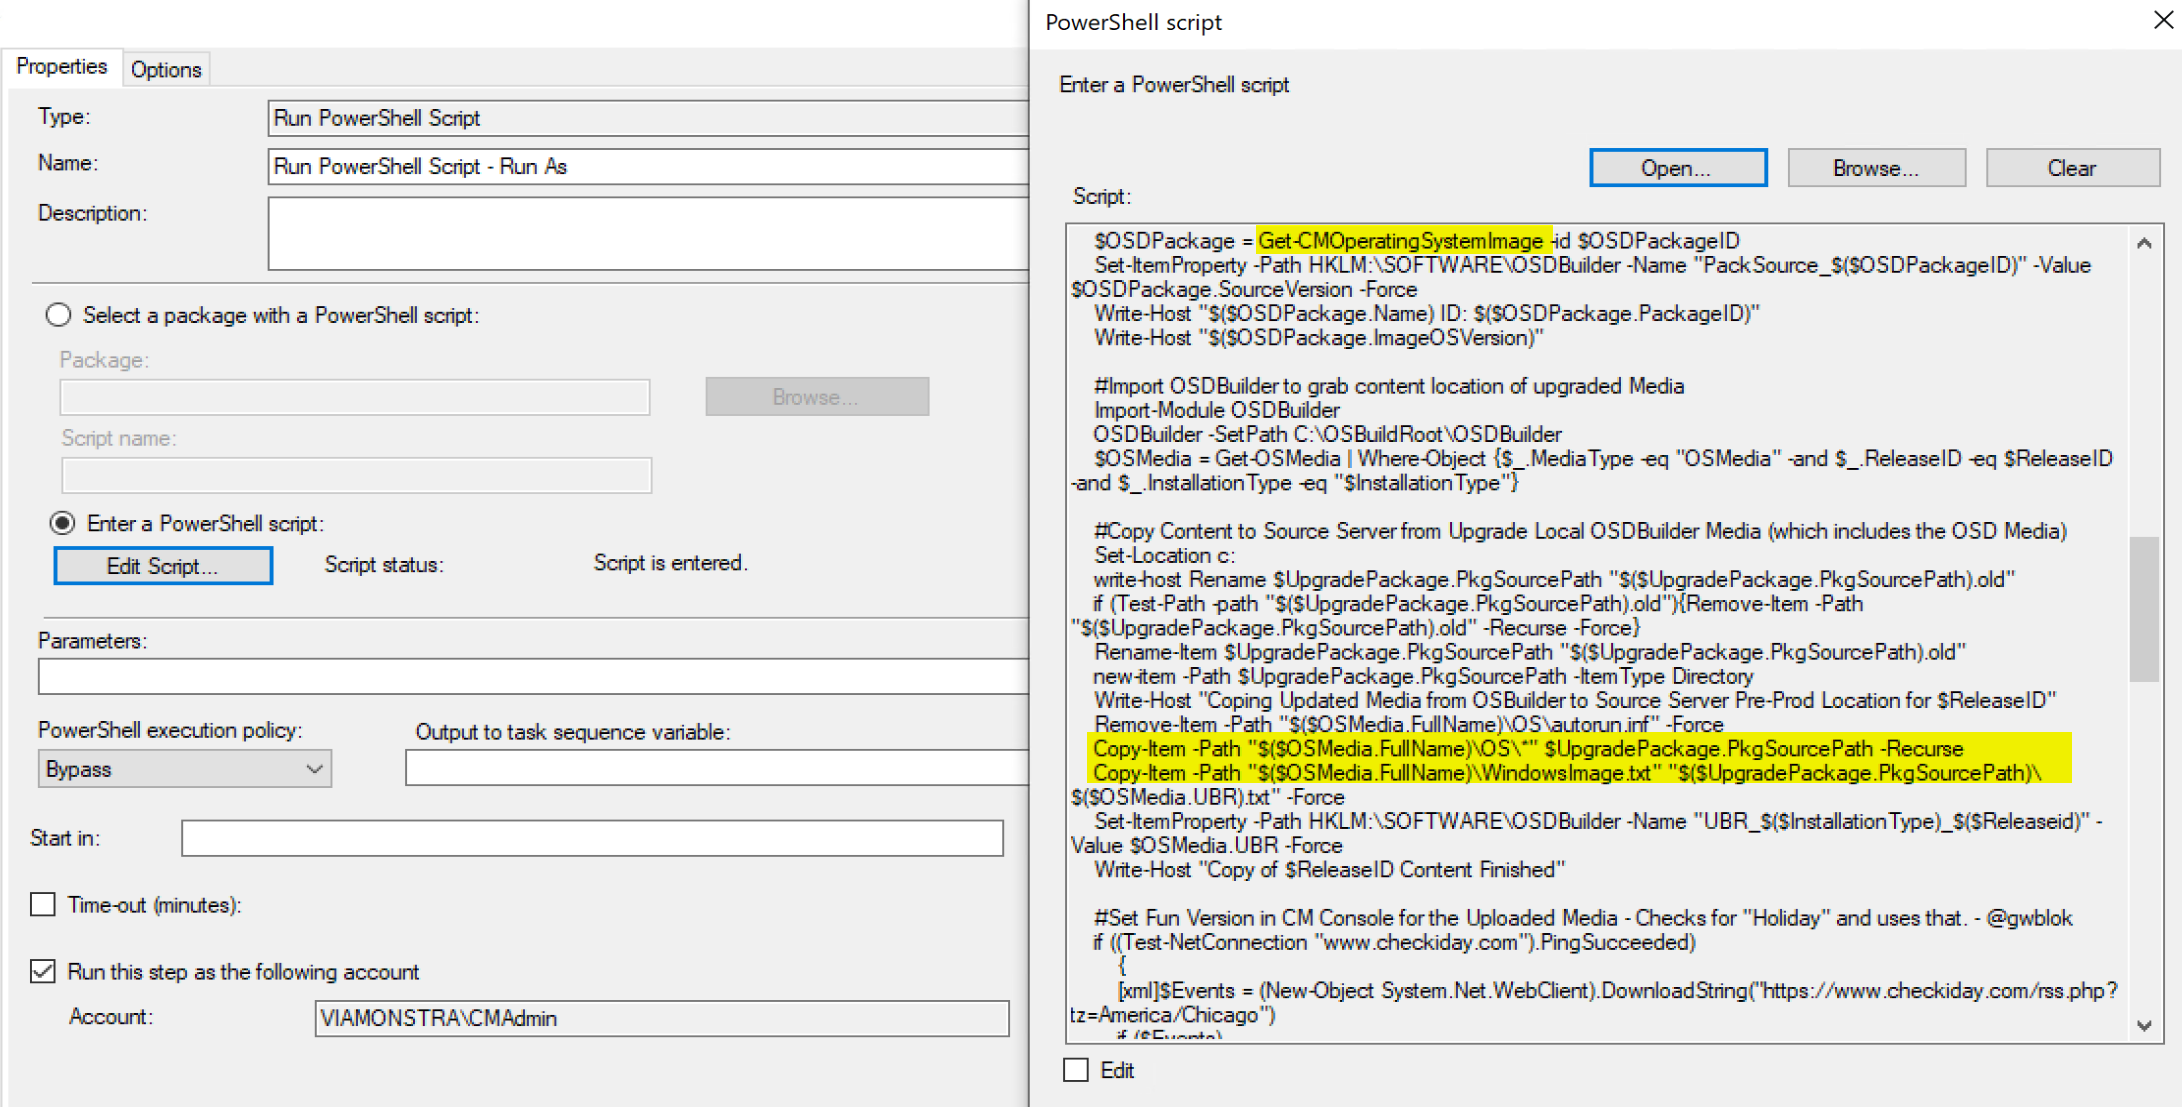 Properties
Options
Type:
Run PowerShell Script
Name:
Run PowerShell Script - Run As
Description:
Select a package with a PowerShell script:
Package:
Browse...
Script name:
Enter a PowerShell script:
Edit Script...
Script status:
Script is entered.
Parameters:
PowerShell execution policy:
Output to task sequence variable:
Bypass
Start in:
Time-out (minutes):
Run this step as the following account
Account:
VIAMONSTRA\CMAdmin
PowerShell script
Enter a PowerShell script
Open...
Browse...
Clear
Script:
$OSDPackage = Get-CMOperatingSystemImage -id $OSDPackageID
Set-ItemProperty -Path HKLM:\SOFTWARE\OSDBuilder -Name "PackSource_$($OSDPackageID)" -Value
$OSDPackage.SourceVersion -Force
Write-Host "$($OSDPackage.Name) ID: $($OSDPackage.PackageID)"
Write-Host "$($OSDPackage.ImageOSVersion)"
#Import OSDBuilder to grab content location of upgraded Media
Import-Module OSDBuilder
OSDBuilder -SetPath C:\OSBuildRoot\OSDBuilder
$OSMedia = Get-OSMedia | Where-Object {$_.MediaType -eq "OSMedia" -and $_.ReleaseID -eq $ReleaseID
-and $_.InstallationType -eq "$InstallationType"}
#Copy Content to Source Server from Upgrade Local OSDBuilder Media (which includes the OSD Media)
Set-Location c:
write-host Rename $UpgradePackage.PkgSourcePath "$($UpgradePackage.PkgSourcePath).old"
if (Test-Path -path "$($UpgradePackage.PkgSourcePath).old"){Remove-Item -Path
"$($UpgradePackage.PkgSourcePath).old" -Recurse -Force}
Rename-Item $UpgradePackage.PkgSourcePath "$($UpgradePackage.PkgSourcePath).old"
new-item -Path $UpgradePackage.PkgSourcePath -ItemType Directory
Write-Host "Coping Updated Media from OSBuilder to Source Server Pre-Prod Location for $ReleaseID"
Remove-Item -Path "$($OSMedia.FullName)\OS\autorun.inf" -Force
Copy-Item -Path "$($OSMedia.FullName)\OS\*" $UpgradePackage.PkgSourcePath -Recurse
Copy-Item -Path "$($OSMedia.FullName)\WindowsImage.txt" "$($UpgradePackage.PkgSourcePath)\
$($OSMedia.UBR).txt" -Force
Set-ItemProperty -Path HKLM:\SOFTWARE\OSDBuilder -Name "UBR_$($InstallationType)_$($Releaseid)" -
Value $OSMedia.UBR -Force
Write-Host "Copy of $ReleaseID Content Finished"
#Set Fun Version in CM Console for the Uploaded Media - Checks for "Holiday" and uses that. - @gwblok
if ((Test-NetConnection "www.checkiday.com").PingSucceeded)
{
[xml]$Events = (New-Object System.Net.WebClient).DownloadString("https://www.checkiday.com/rss.php?
tz=America/Chicago")
if ($Events)
Edit